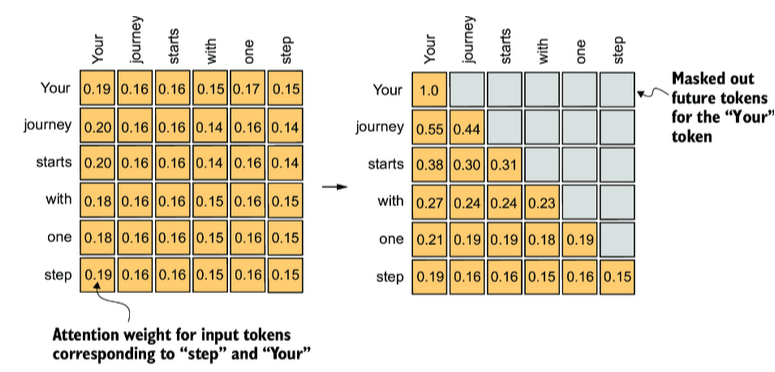 Your journey starts with one step
Your 0.19 0.16 0.16 0.15 0.17 0.15
journey 0.20 0.16 0.16 0.14 0.16 0.14
starts 0.20 0.16 0.16 0.14 0.16 0.14
with 0.18 0.16 0.16 0.15 0.16 0.15
one 0.18 0.16 0.16 0.15 0.16 0.15
step 0.19 0.16 0.16 0.15 0.16 0.15
Attention weight for input tokens
corresponding to “step” and “Your”
Your journey starts with one step
Your 1.0
journey 0.55 0.44
starts 0.38 0.30 0.31
with 0.27 0.24 0.24 0.23
one 0.21 0.19 0.19 0.18 0.19
step 0.19 0.16 0.16 0.15 0.16 0.15
Masked out
future tokens
for the “Your”
token